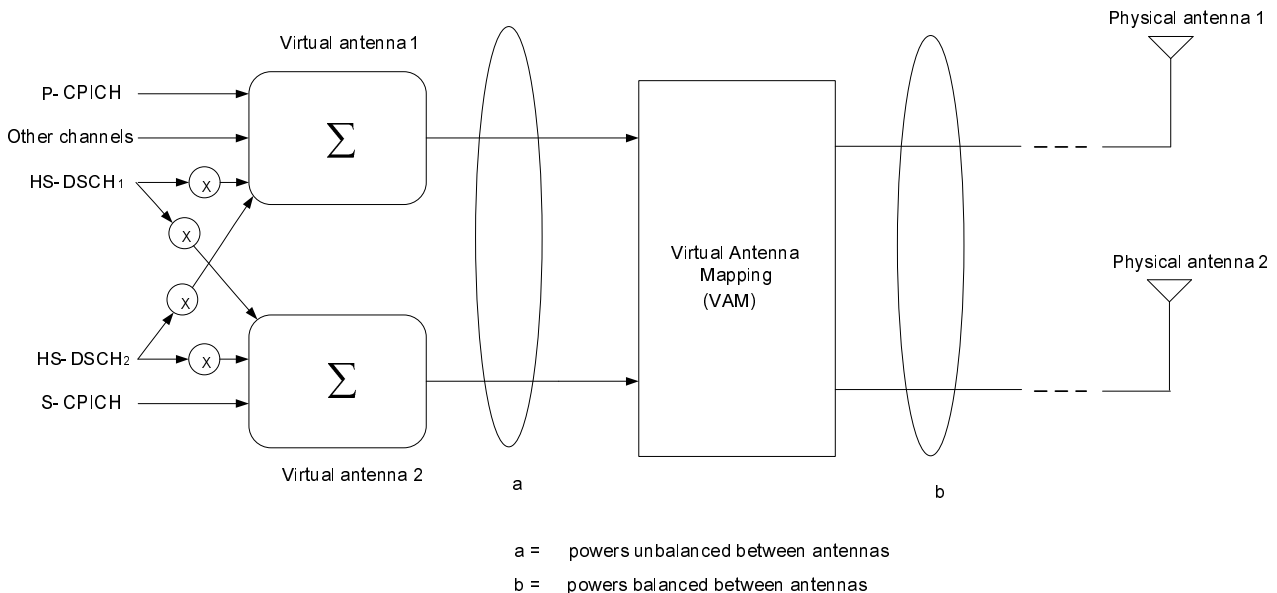 Physical antenna 1
Virtual antenna 1
P- CPICH
Other channels
HS- DSCH1
X
X
Σ
Virtual Antenna
Mapping
(VAM)
Physical antenna 2
X
HS- DSCH2
X
Σ
S- CPICH
Virtual antenna 2
a
b
a = powers unbalanced between antennas
b = powers balanced between antennas